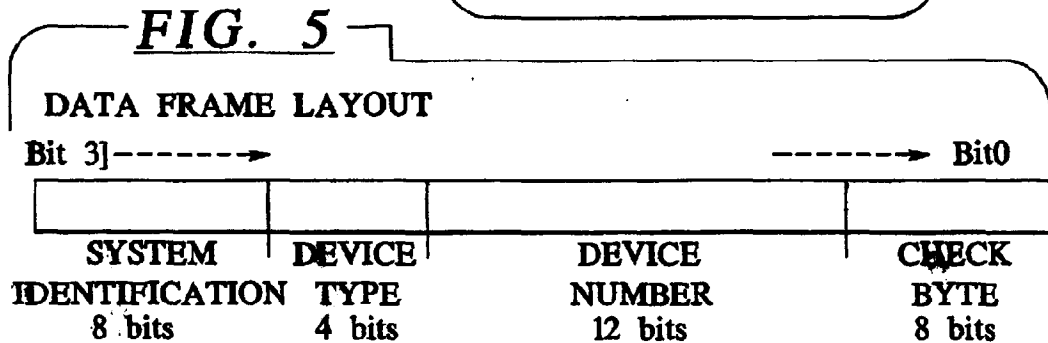 FIG. 5
DATA FRAME LAYOUT
Bit 3] Bit0
SYSTEM DEVICE DEVICE CHECK
IDENTIFICATION TYPE NUMBER BYTE
8 bits 4 bits 12 bits 8 bits